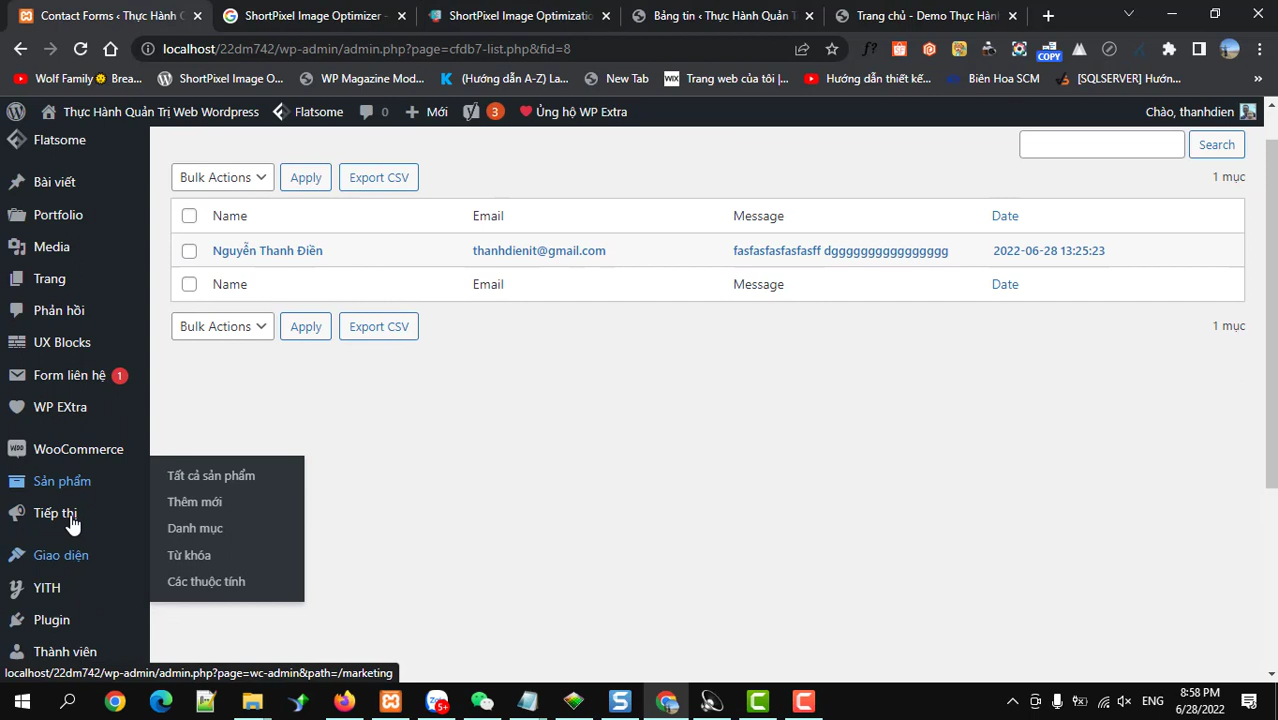 Contact Forms ‹ Thực Hành Q
ShortPixel Image Optimizer -
ShortPixel Image Optimizatio
Bảng tin ‹ Thực Hành Quản T
Trang chủ - Demo Thực Hành
localhost/22dm742/wp-admin/admin.php?page=cfdb7-list.php&fid=8
COPY
Wolf Family Brea...
ShortPixel Image O...
WP Magazine Mod...
(Hướng dẫn A-Z) La...
New Tab
WIX Trang web của tôi |...
Hướng dẫn thiết kế...
Biên Hoa SCM
[SQLSERVER] Hướn...
Thực Hành Quản Trị Web Wordpress
Flatsome
0
Mới
3
Ủng hộ WP Extra
Chào, thanhdien
Flatsome
Bài viết
Portfolio
Media
Trang
Phản hồi
UX Blocks
Form liên hệ 1
WP EXtra
WooCommerce
Sản phẩm
Tiếp thị
Giao diện
YITH
Plugin
Thành viên
Tất cả sản phẩm
Thêm mới
Danh mục
Từ khóa
Các thuộc tính
Search
Bulk Actions
Apply
Export CSV
1 mục
Name Email Message Date
Nguyễn Thanh Điền thanhdienit@gmail.com fasfasfasfasfasff dggggggggggggggggg 2022-06-28 13:25:23
Name Email Message Date
Bulk Actions
Apply
Export CSV
1 mục
localhost/22dm742/wp-admin/admin.php?page=wc-admin&path=/marketing
ENG
8:58 PM
6/28/2022